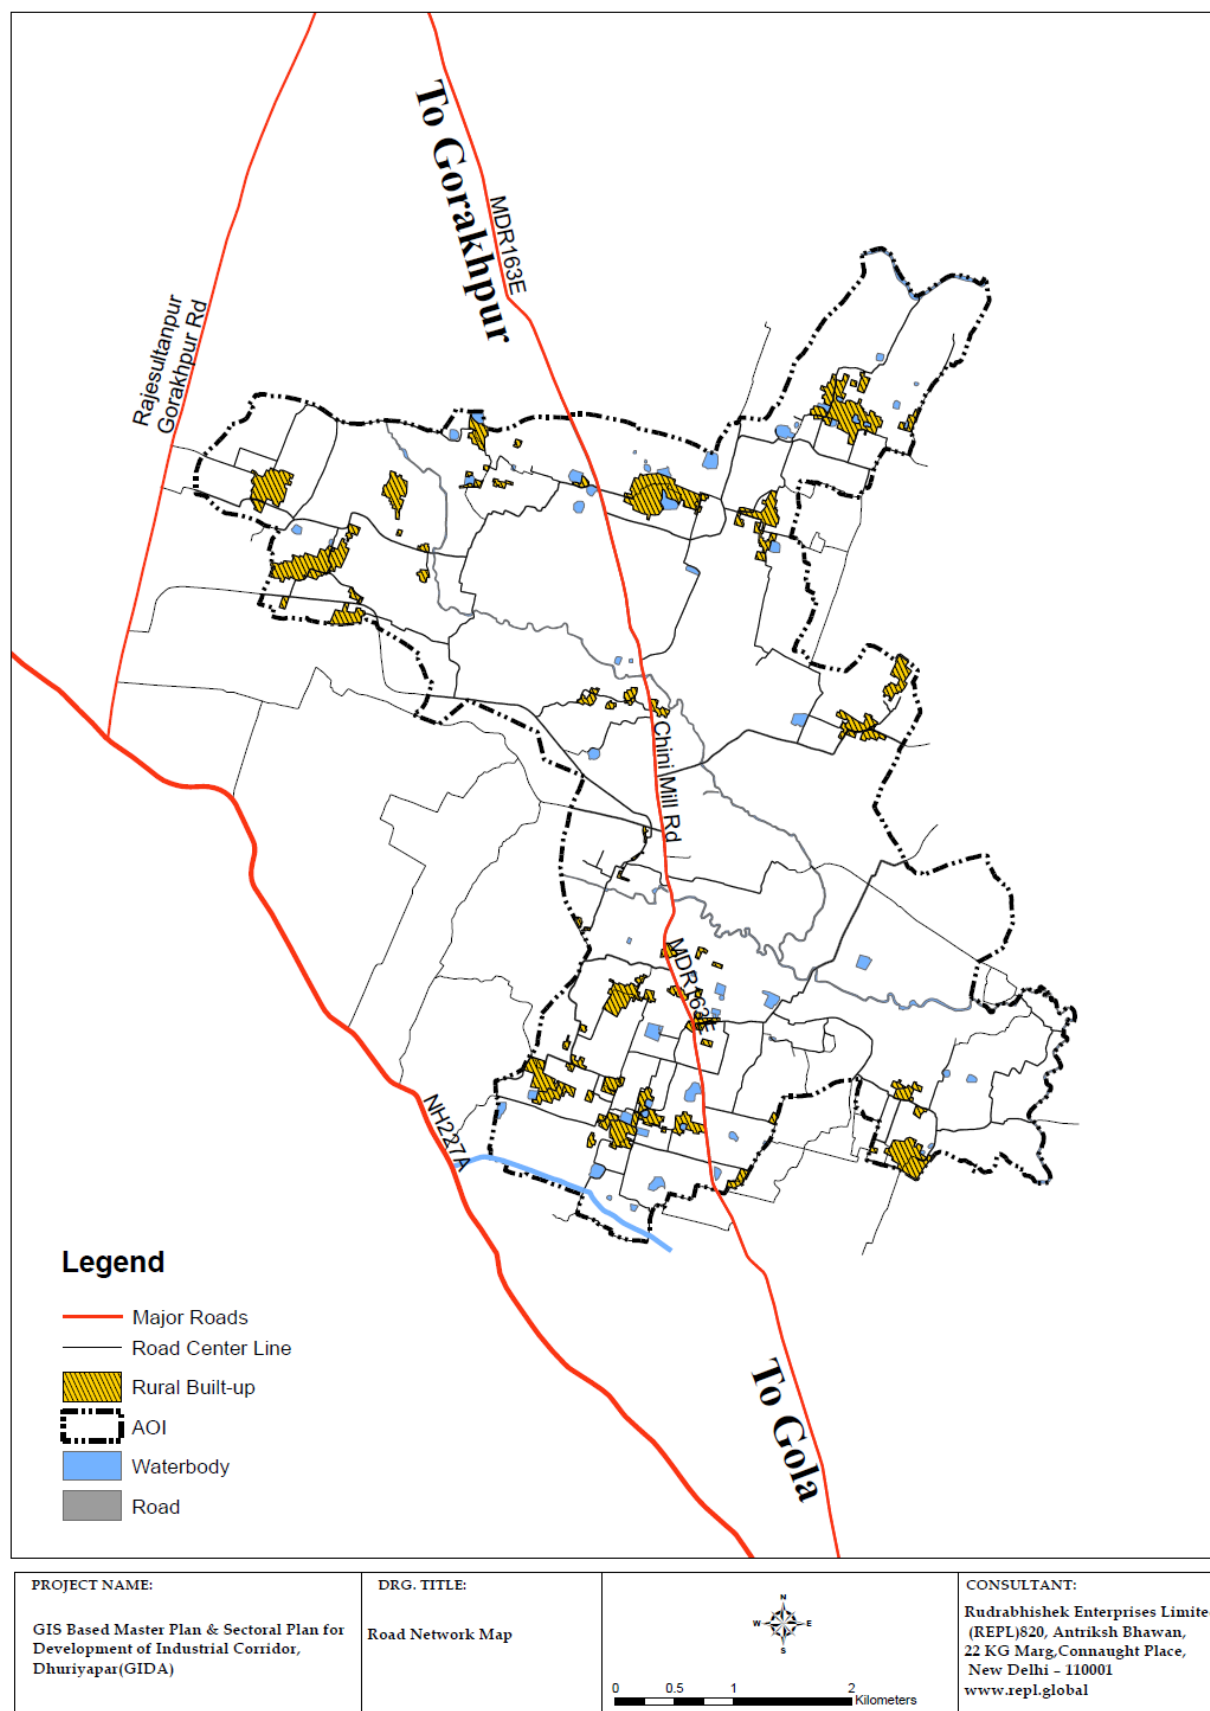 To Gorakhpur
MDR163E
Rajesultanpur
Gorakhpur Rd
Chini Mill Rd
MDR163E
NH227A
To Gola
Legend
Major Roads
Road Center Line
Rural Built-up
AOI
Waterbody
Road
PROJECT NAME:
GIS Based Master Plan & Sectoral Plan for
Development of Industrial Corridor,
Dhuriyapar(GIDA)
DRG. TITLE:
Road Network Map
N
W E
S
0 0.5 1 2
Kilometers
CONSULTANT:
Rudrabhishek Enterprises Limite
(REPL)820, Antriksh Bhawan,
22 KG Marg,Connaught Place,
New Delhi – 110001
www.repl.global